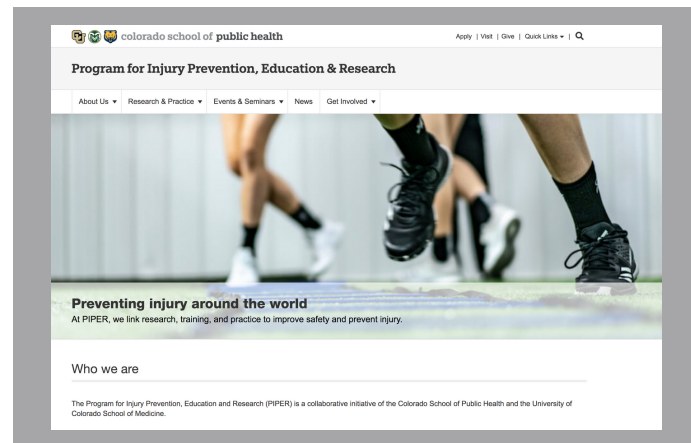 colorado school of public health
Apply | Visit | Give | Quick Links |
Program for Injury Prevention, Education & Research
About Us Research & Practice Events & Seminars News Get Involved
Preventing injury around the world
At PIPER, we link research, training, and practice to improve safety and prevent injury.
Who we are
The Program for Injury Prevention, Education and Research (PIPER) is a collaborative initiative of the Colorado School of Public Health and the University of
Colorado School of Medicine.